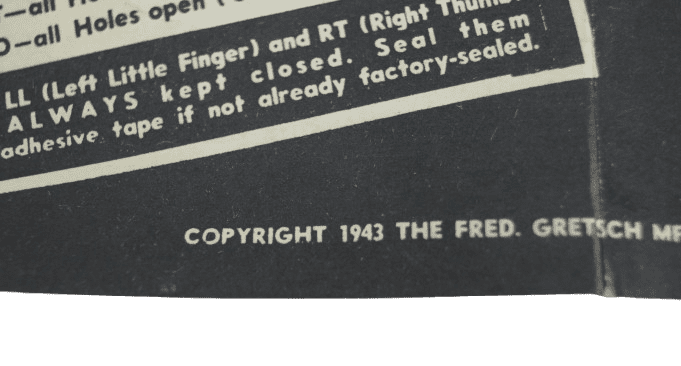 —all
O—all Holes open
LL (Left Little Finger) and RT (Right Thumb
ALWAYS kept closed. Seal them
adhesive tape if not already factory-sealed.
COPYRIGHT 1943 THE FRED. GRETSCH